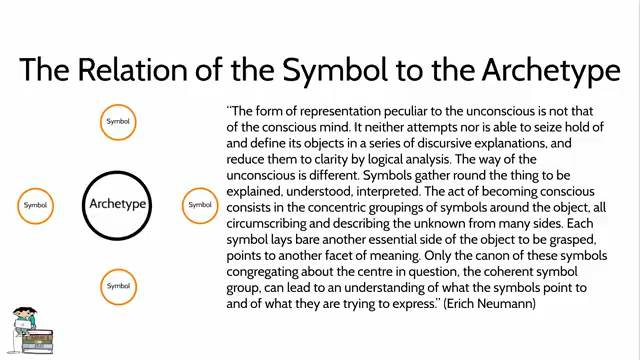 The Relation of the Symbol to the Archetype
Symbol
Symbol
Archetype
Symbol
Symbol
“The form of representation peculiar to the unconscious is not that
of the conscious mind. It neither attempts nor is able to seize hold of
and define its objects in a series of discursive explanations, and
reduce them to clarity by logical analysis. The way of the
unconscious is different. Symbols gather round the thing to be
explained, understood, interpreted. The act of becoming conscious
consists in the concentric groupings of symbols around the object, all
circumscribing and describing the unknown from many sides. Each
symbol lays bare another essential side of the object to be grasped,
points to another facet of meaning. Only the canon of these symbols
congregating about the centre in question, the coherent symbol
group, can lead to an understanding of what the symbols point to
and of what they are trying to express.” (Erich Neumann)